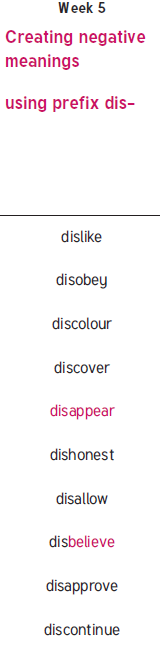 Week 5
Creating negative
meanings
using prefix dis-
dislike
disobey
discolour
discover
disappear
dishonest
disallow
disbelieve
disapprove
discontinue